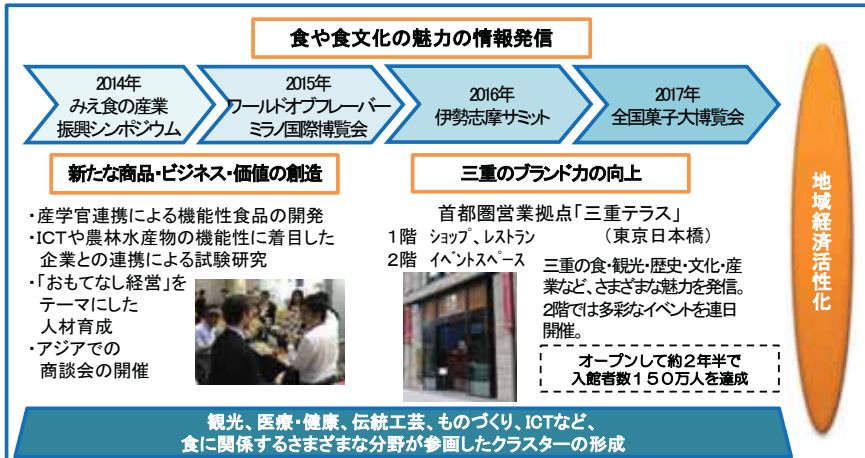 食や食文化の魅力の情報発信
2014年
みえ食の産業
振興シンポジウム
2015年
ワールドオブフレーバー
ミラノ国際博覧会
2016年
伊勢志摩サミット
2017年
全国菓子大博覧会
新たな商品・ビジネス・価値の創造
・産学官連携による機能性食品の開発
・ICTや農林水産物の機能性に着目した
企業との連携による試験研究
・「おもてなし経営」を
テーマにした
人材育成
・アジアでの
商談会の開催
三重のブランド力の向上
首都圏営業拠点「三重テラス」
1階 ショップ、レストラン （東京日本橋）
2階 イベントスペース
三重の食・観光・歴史・文化・産
業など、さまざまな魅力を発信。
2階では多彩なイベントを連日
開催。
オープンして約２年半で
入館者数１５０万人を達成
観光、医療・健康、伝統工芸、ものづくり、ICTなど、
食に関係するさまざまな分野が参画したクラスターの形成
地域経済活性化